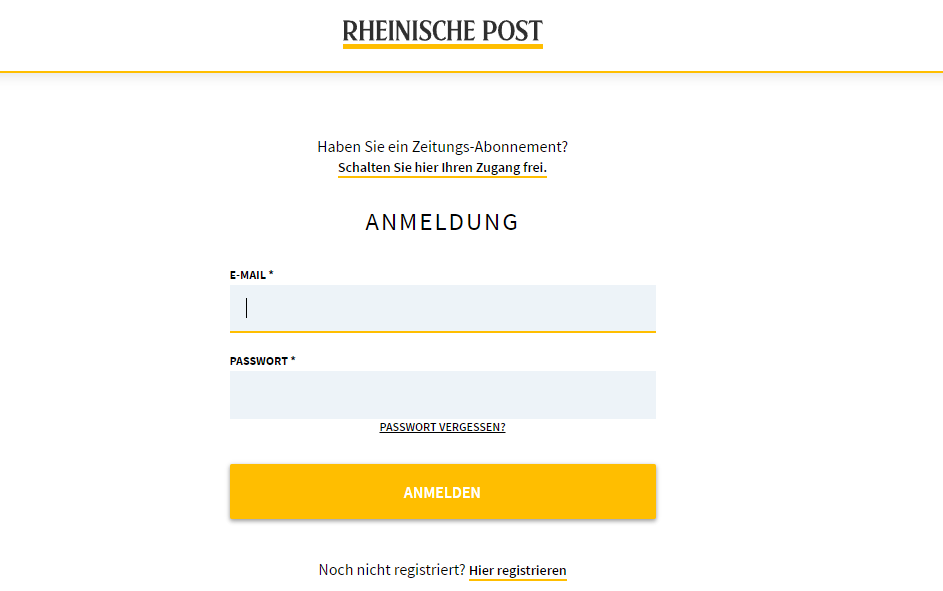 RHEINISCHE POST
Haben Sie ein Zeitungs-Abonnement?
Schalten Sie hier Ihren Zugang frei.
ANMELDUNG
E-MAIL *
PASSWORT *
PASSWORT VERGESSEN?
ANMELDEN
Noch nicht registriert? Hier registrieren